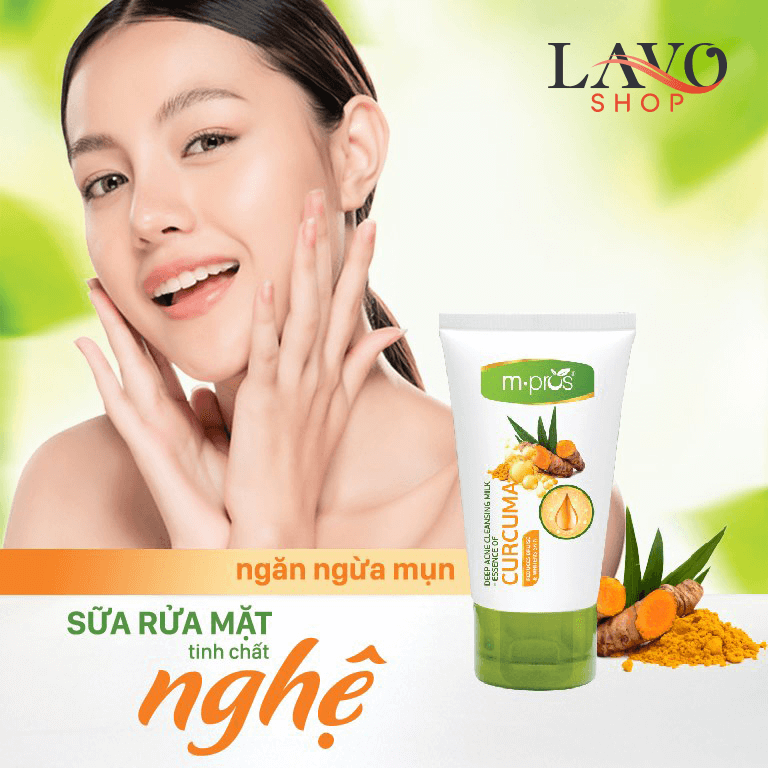 LAVO
SHOP
m·pros
DEEP ACNE CLEANSING MILK
- ESSENCE OF
CURCUMA
ngăn ngừa mụn
SỮA RỬA MẶT
tinh chất
nghệ